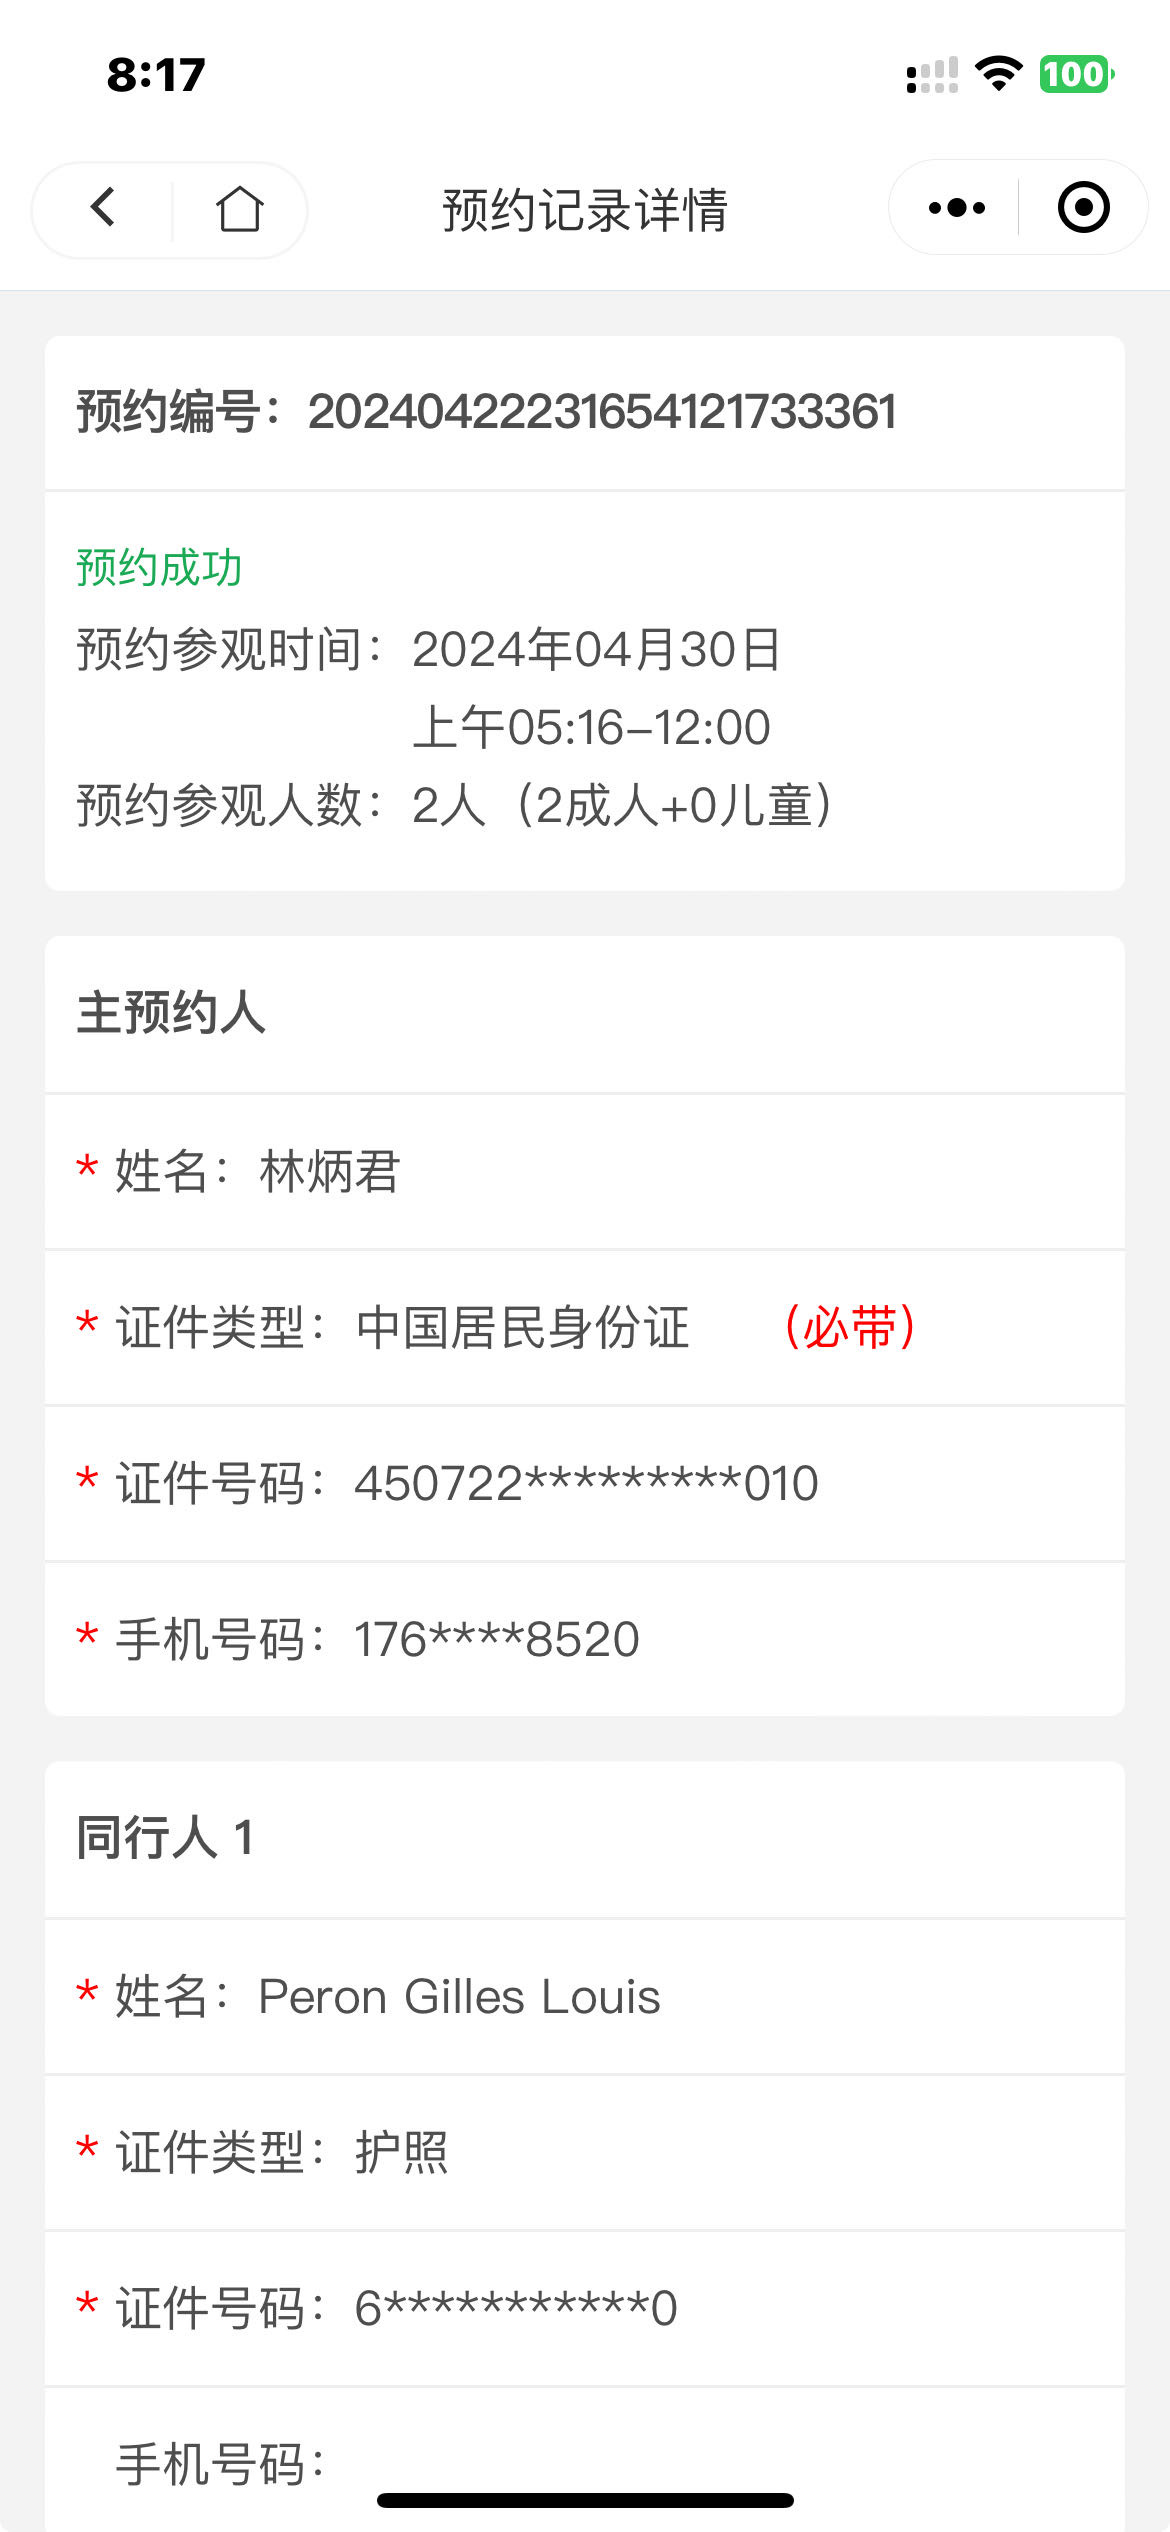 8:17
100
预约记录详情
预约编号：20240422231654121733361
预约成功
预约参观时间：2024年04月30日
上午05:16-12:00
预约参观人数：2人（2成人+0儿童）
主预约人
* 姓名：林炳君
* 证件类型：中国居民身份证 （必带）
* 证件号码：450722*********010
* 手机号码：176****8520
同行人 1
* 姓名：Peron Gilles Louis
* 证件类型：护照
* 证件号码：6***********0
手机号码：